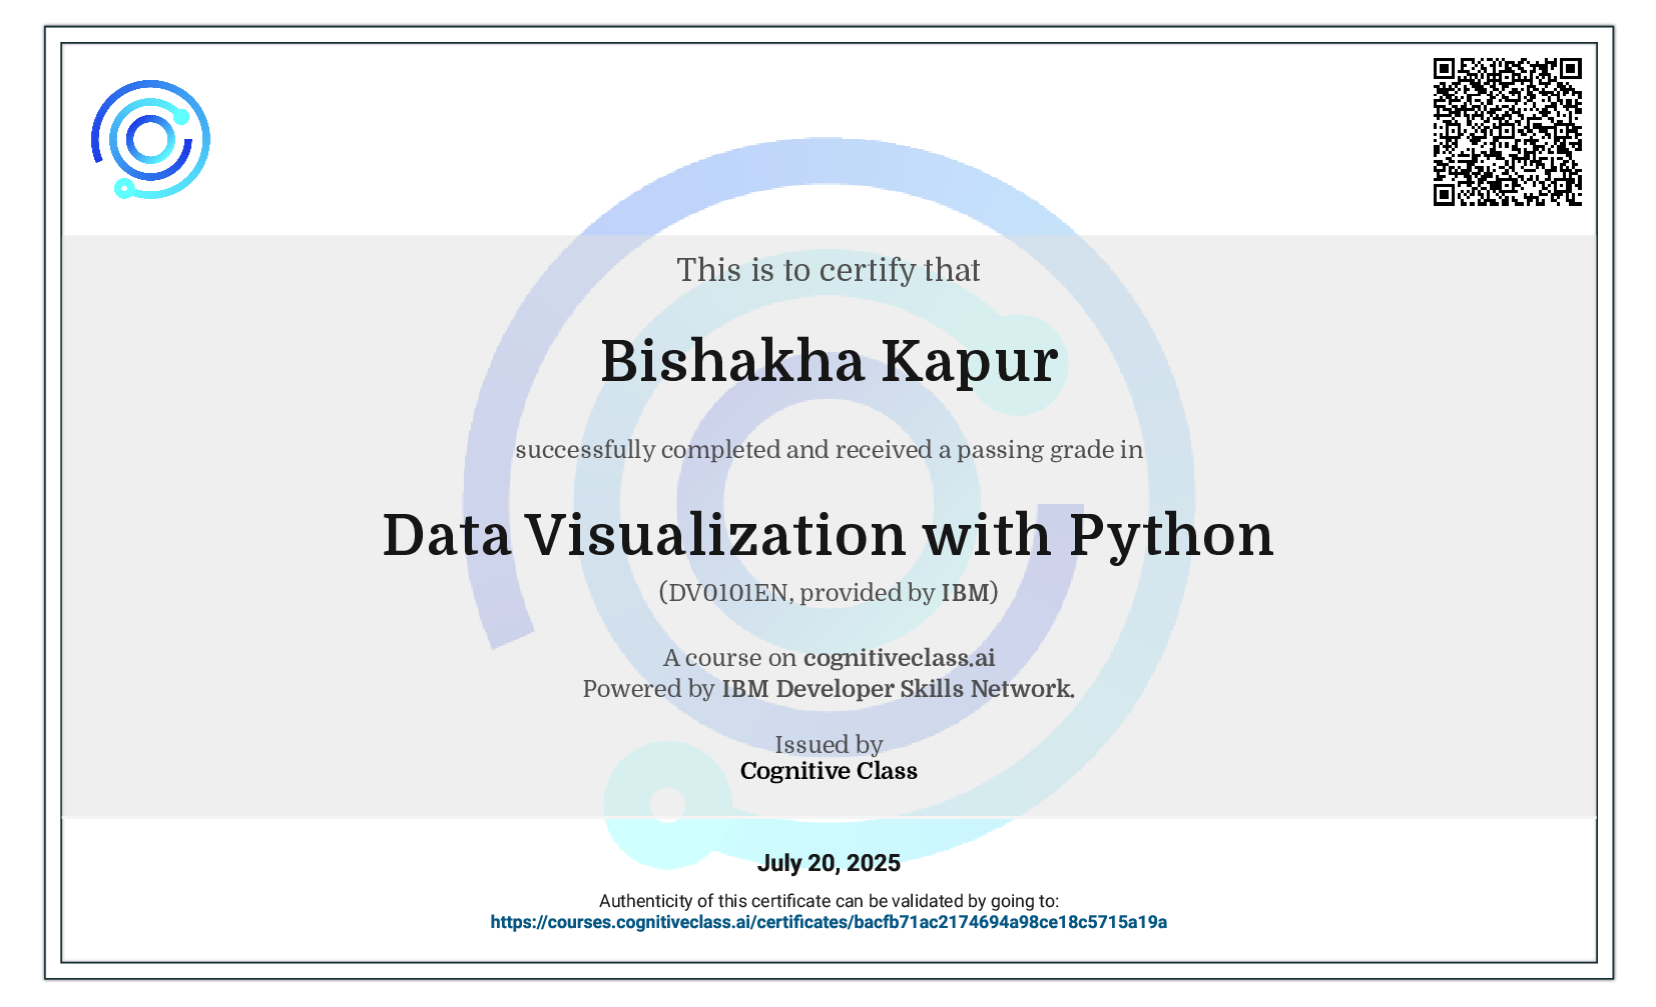 This is to certify that
Bishakha Kapur
successfully completed and received a passing grade in
Data Visualization with Python
(DV0101EN, provided by IBM)
A course on cognitiveclass.ai
Powered by IBM Developer Skills Network.
Issued by
Cognitive Class
July 20, 2025
Authenticity of this certificate can be validated by going to:
https://courses.cognitiveclass.ai/certificates/bacfb71ac2174694a98ce18c5715a19a